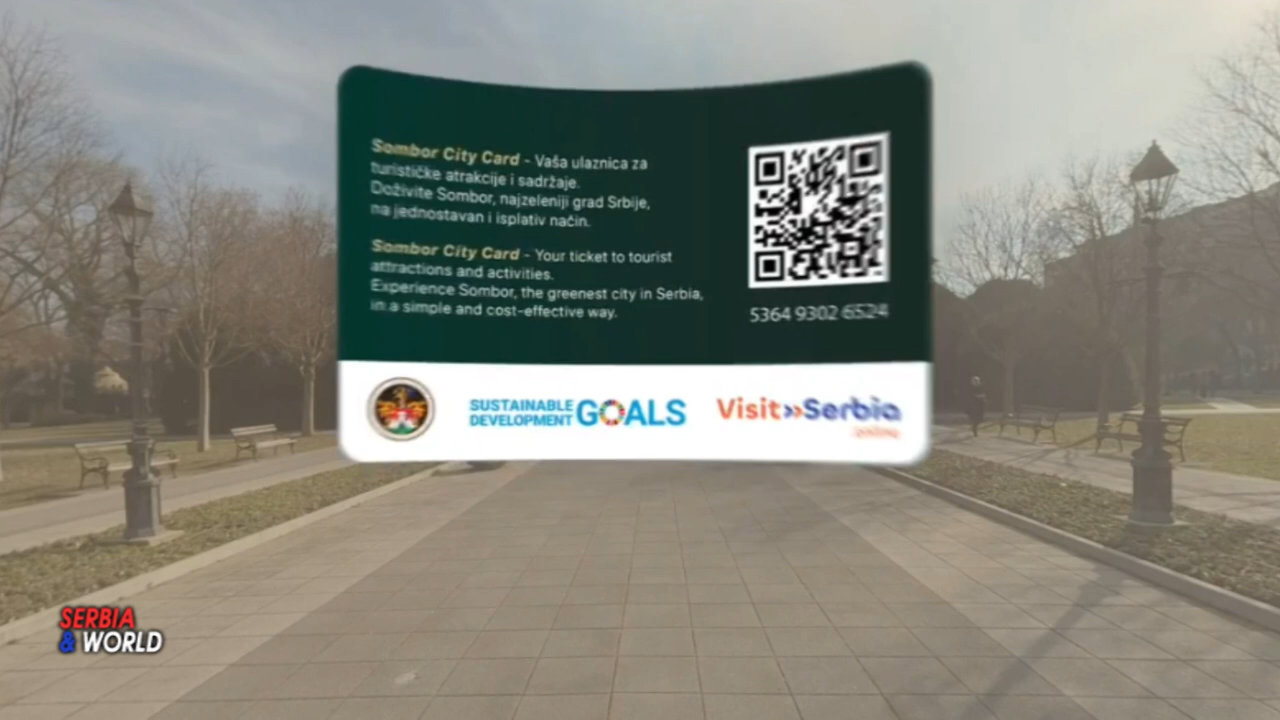 Sombor City Card - Vaša ulaznica za
turističke atrakcije i sadržaje.
Doživite Sombor, najzeleniji grad Srbije,
na jednostavan i isplativ način.
Sombor City Card - Your ticket to tourist
attractions and activities.
Experience Sombor, the greenest city in Serbia,
in a simple and cost-effective way.
5364 9302 6524
SUSTAINABLE
DEVELOPMENT GOALS
Visit»Serbia
SERBIA
& WORLD